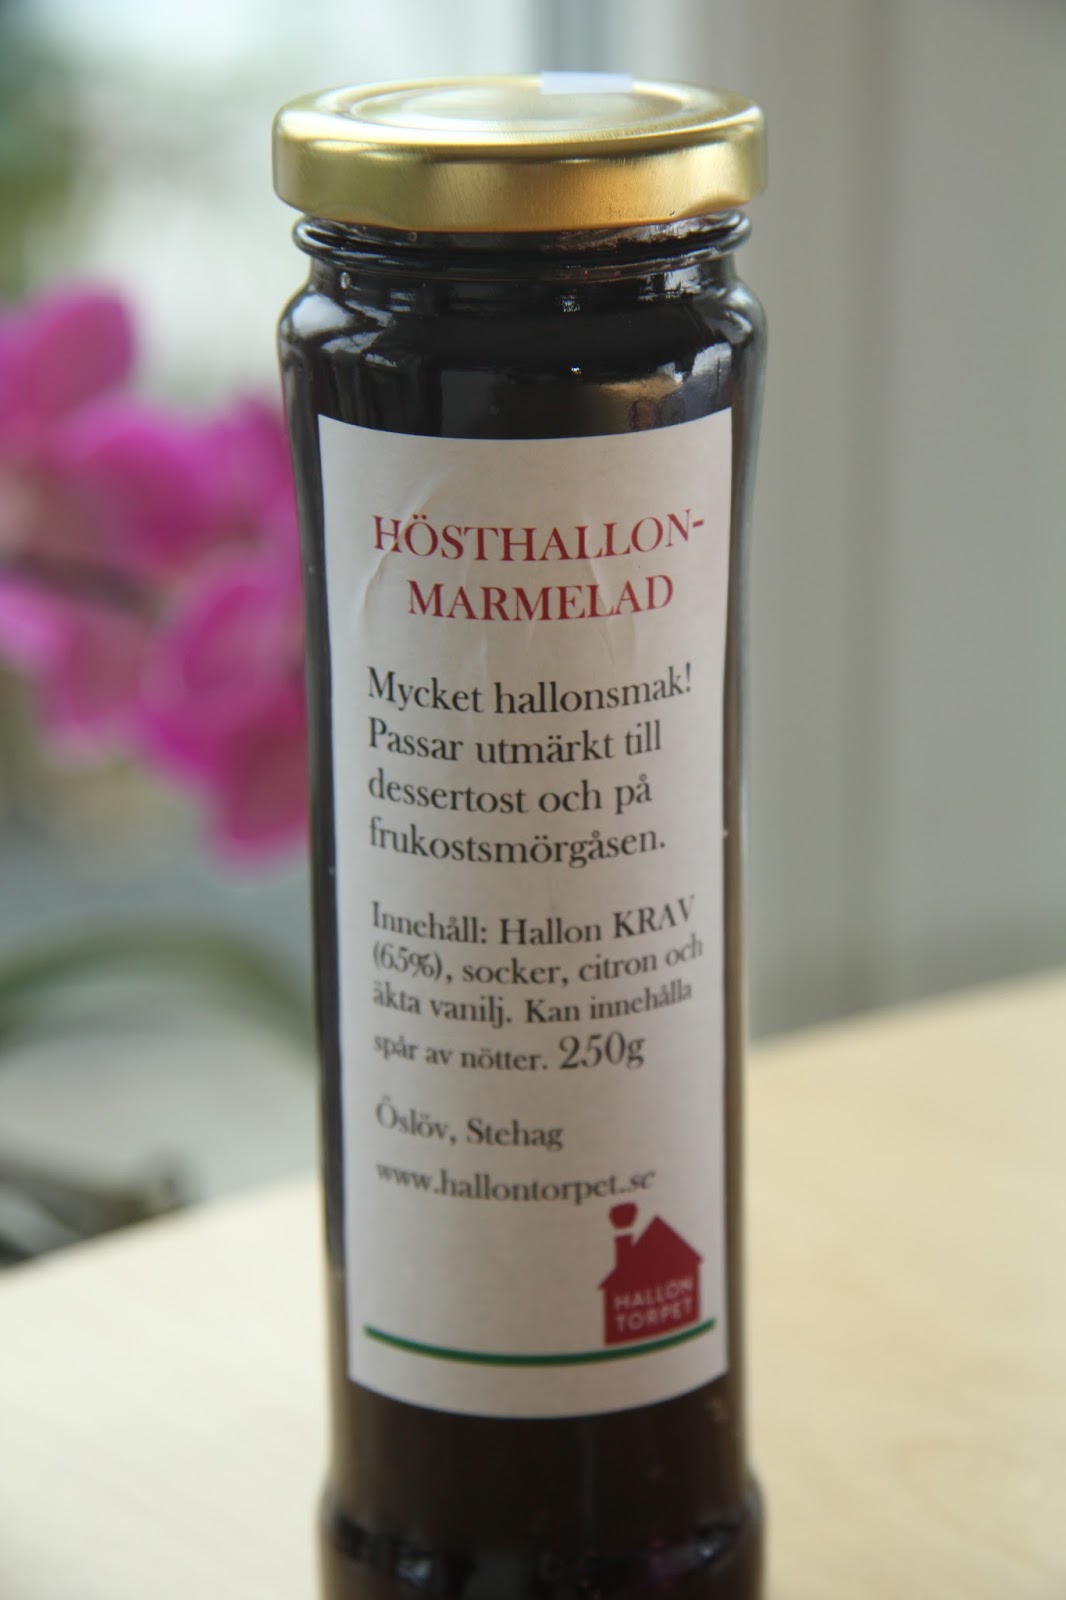 HÖSTHALLON-
MARMELAD
Mycket hallonsmak!
Passar utmärkt till
dessertost och på
frukostsmörgåsen.
Innehåll: Hallon KRAV
(65%), socker, citron och
äkta vanilj. Kan innehålla
spår av nötter. 250g
Öslöv, Stehag
www.hallontorpet.se
HALLON
TORPET